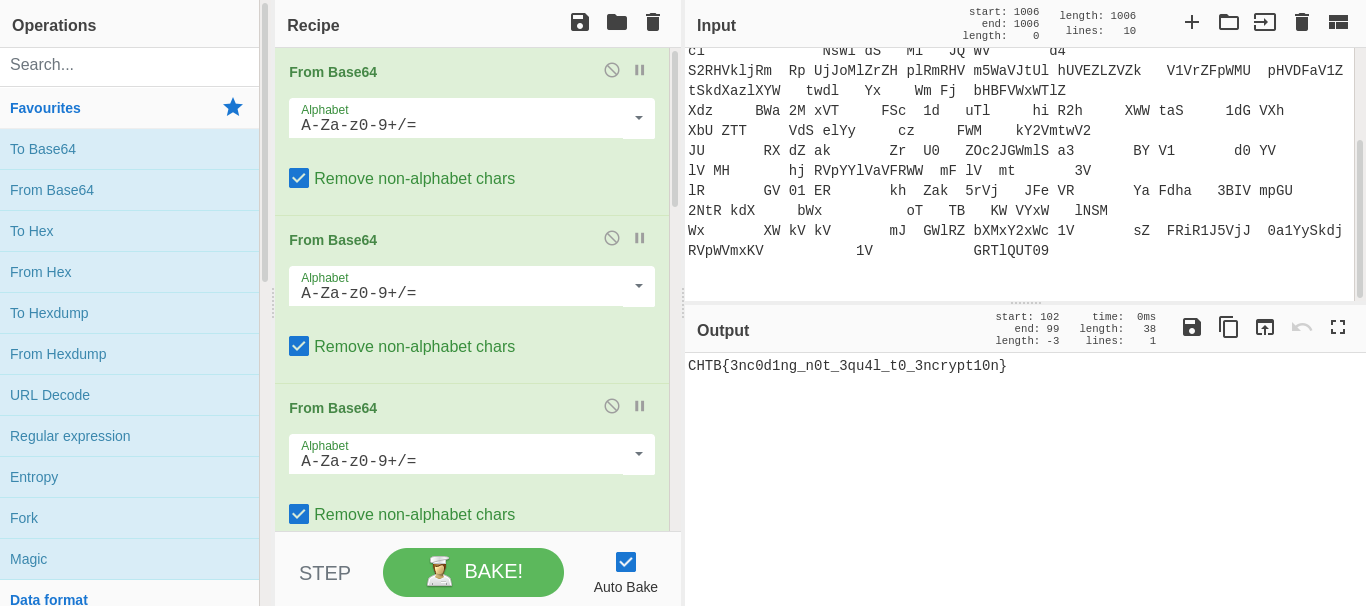 Operations
Search...
Favourites
To Base64
From Base64
To Hex
From Hex
To Hexdump
From Hexdump
URL Decode
Regular expression
Entropy
Fork
Magic
Data format
Recipe
From Base64
Alphabet
A-Za-z0-9+/=
Remove non-alphabet chars
From Base64
Alphabet
A-Za-z0-9+/=
Remove non-alphabet chars
From Base64
Alphabet
A-Za-z0-9+/=
Remove non-alphabet chars
STEP
BAKE!
Auto Bake
Input
start: 1006
end: 1006
length: 0
length: 1006
lines: 10
S2RHVkljRm  Rp UjJoMlZrZH plRmRHV m5WaVJtUl hUVEZLZVZk   V1VrZFpWMU  pHVDFaV1Z
tSkdXazlXYW   twdl   Yx    Wm Fj  bHBFVWxWTlZ
Xdz     BWa 2M xVT     FSc  1d   uTl     hi R2h     XWW taS     1dG VXh
XbU ZTT     VdS elYy     cz     FWM    kY2VmtwV2
JU       RX dZ ak       Zr  U0   ZOc2JGWmlS a3       BY V1       d0 YV
lV MH       hj RVpYYlVaVFRWW  mF lV  mt       3V
lR       GV 01 ER       kh  Zak  5rVj   JFe VR       Ya Fdha   3BIV mpGU
2NtR kdX     bWx          oT   TB   KW VYxW   lNSM
Wx       XW kV kV       mJ  GWlRZ bXMxY2xWc 1V       sZ  FRiR1J5VjJ  0a1YySkdj
RVpWVmxKV           1V            GRTlQUT09
Output
start: 102
end: 99
length: -3
time: 0ms
length: 38
lines: 1
CHTB{3nc0d1ng_n0t_3qu4l_t0_3ncrypt10n}